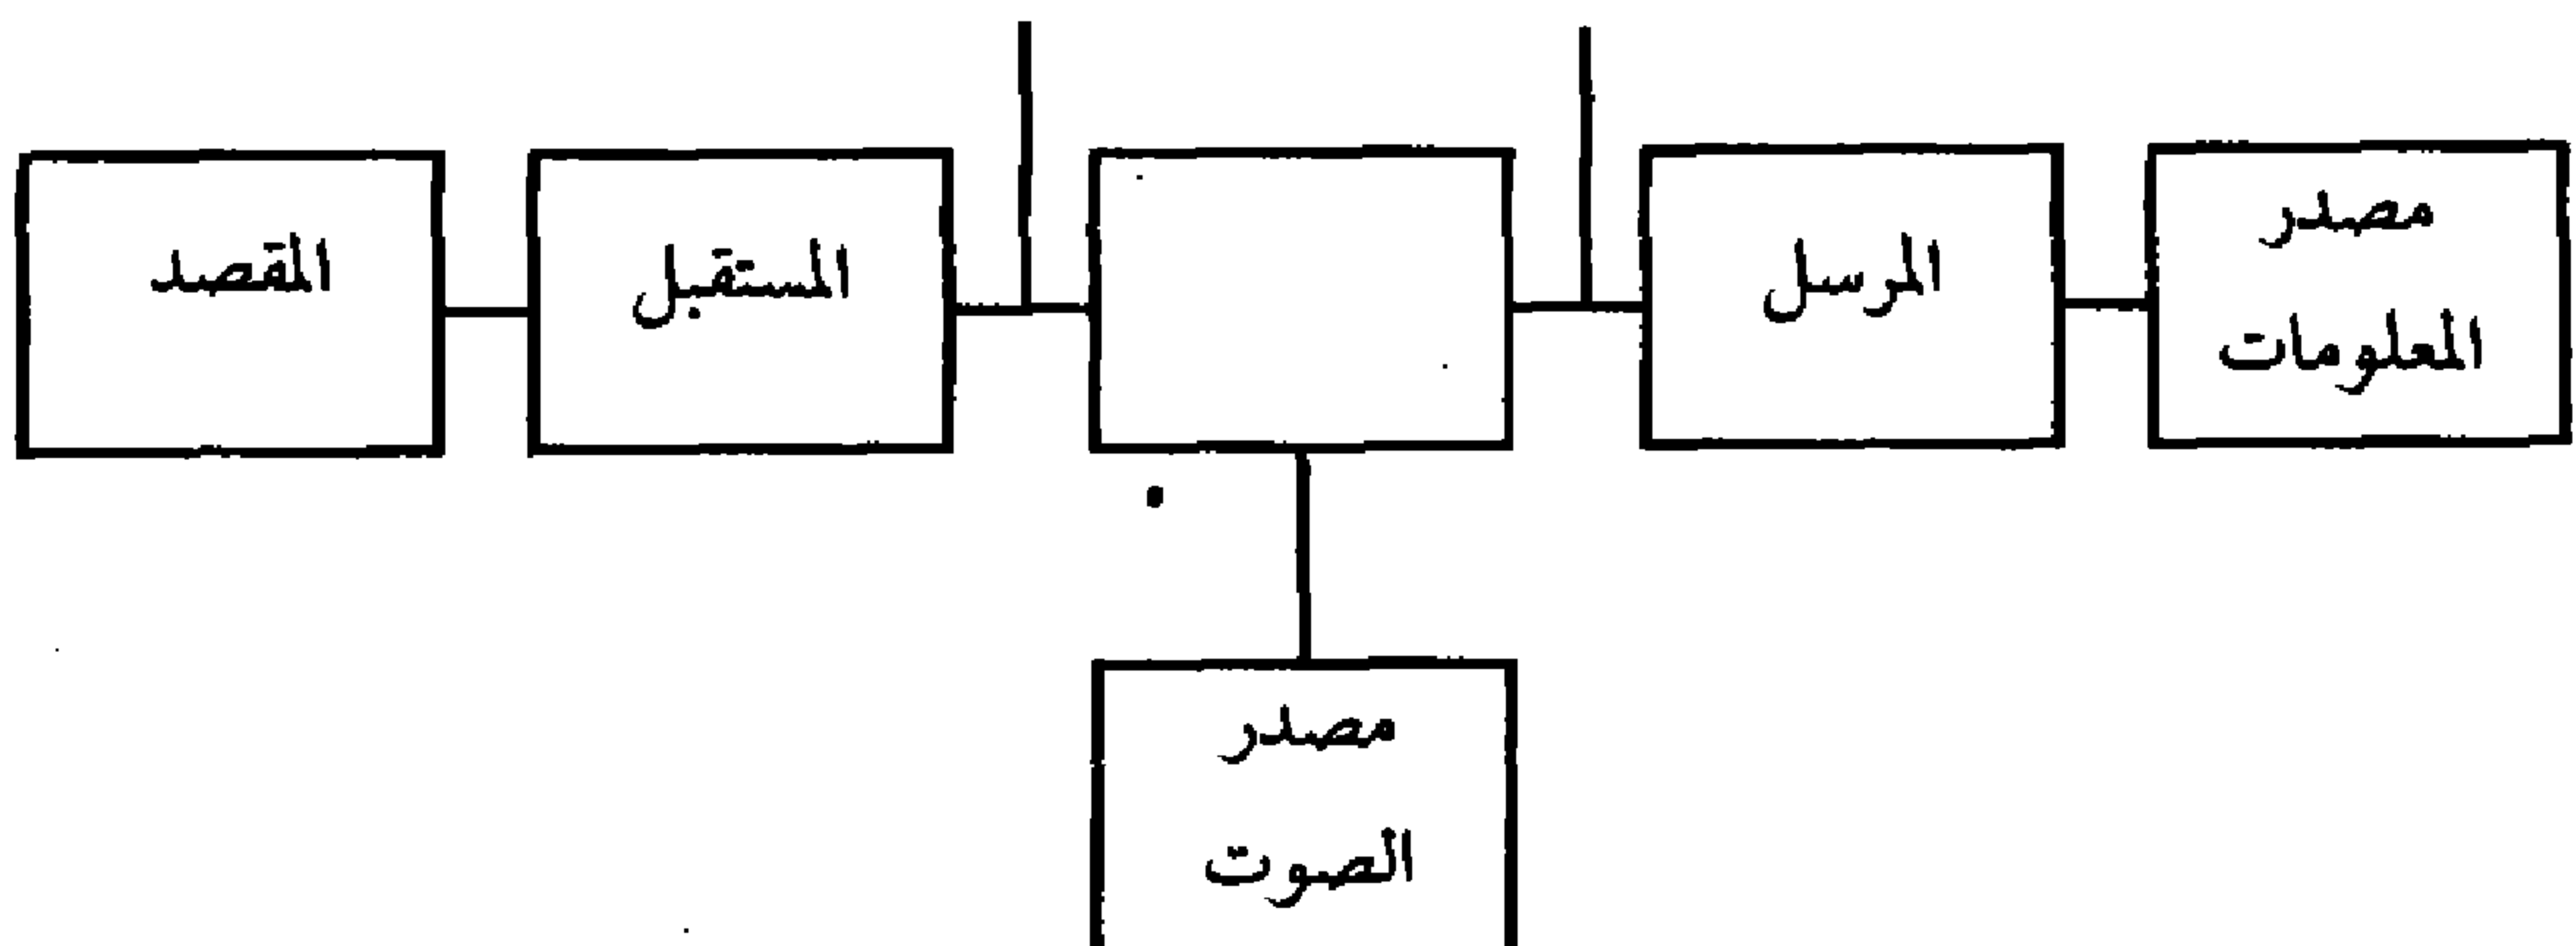 مصدر
المعلومات
المرسل
المستقبل
المقصد
مصدر
الصوت